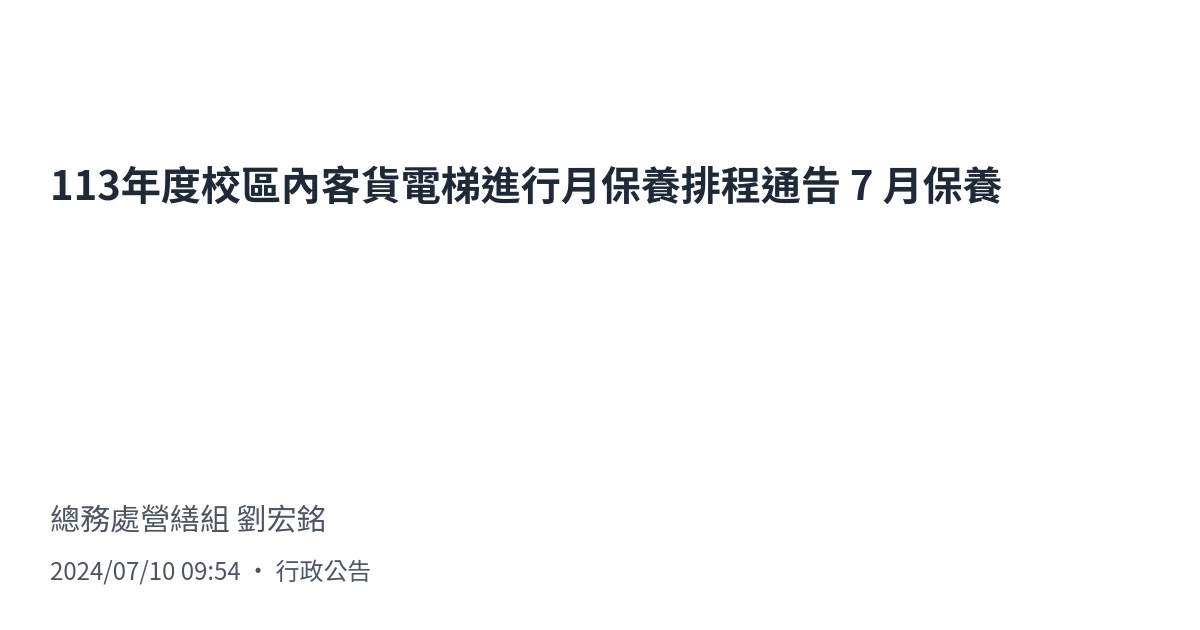 113年度校區內客貨電梯進行月保養排程通告 7 月保養
總務處營繕組 劉宏銘
2024/07/10 09:54 • 行政公告